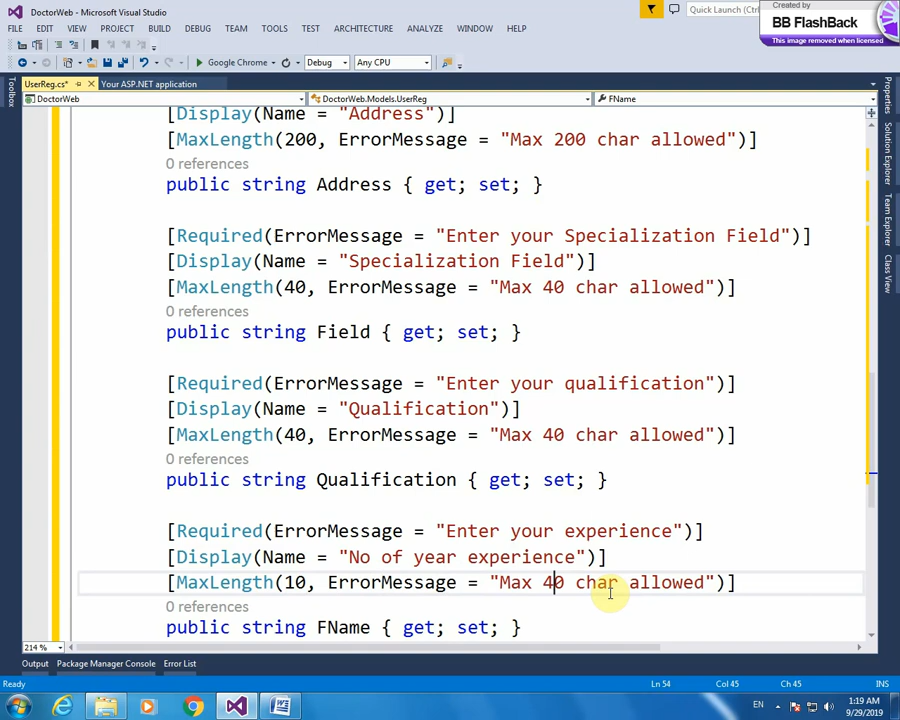 DoctorWeb - Microsoft Visual Studio
Quick Launch (Ctrl
Created by
BB FlashBack
This image removed when licensed
FILE EDIT VIEW PROJECT BUILD DEBUG TEAM TOOLS TEST ARCHITECTURE ANALYZE WINDOW HELP
Google Chrome Debug Any CPU
UserReg.cs* Your ASP.NET application
DoctorWeb DoctorWeb.Models.UserReg FName
Toolbox
Properties
Solution Explorer
Team Explorer
Class View
[Display(Name = "Address")]
[MaxLength(200, ErrorMessage = "Max 200 char allowed")]
0 references
public string Address { get; set; }
[Required(ErrorMessage = "Enter your Specialization Field")]
[Display(Name = "Specialization Field")]
[MaxLength(40, ErrorMessage = "Max 40 char allowed")]
0 references
public string Field { get; set; }
[Required(ErrorMessage = "Enter your qualification")]
[Display(Name = "Qualification")]
[MaxLength(40, ErrorMessage = "Max 40 char allowed")]
0 references
public string Qualification { get; set; }
[Required(ErrorMessage = "Enter your experience")]
[Display(Name = "No of year experience")]
[MaxLength(10, ErrorMessage = "Max 40 char allowed")]
0 references
public string FName { get; set; }
214 %
Output Package Manager Console Error List
Ready Ln 54 Col 45 Ch 45 INS
EN 1:19 AM
9/29/2019